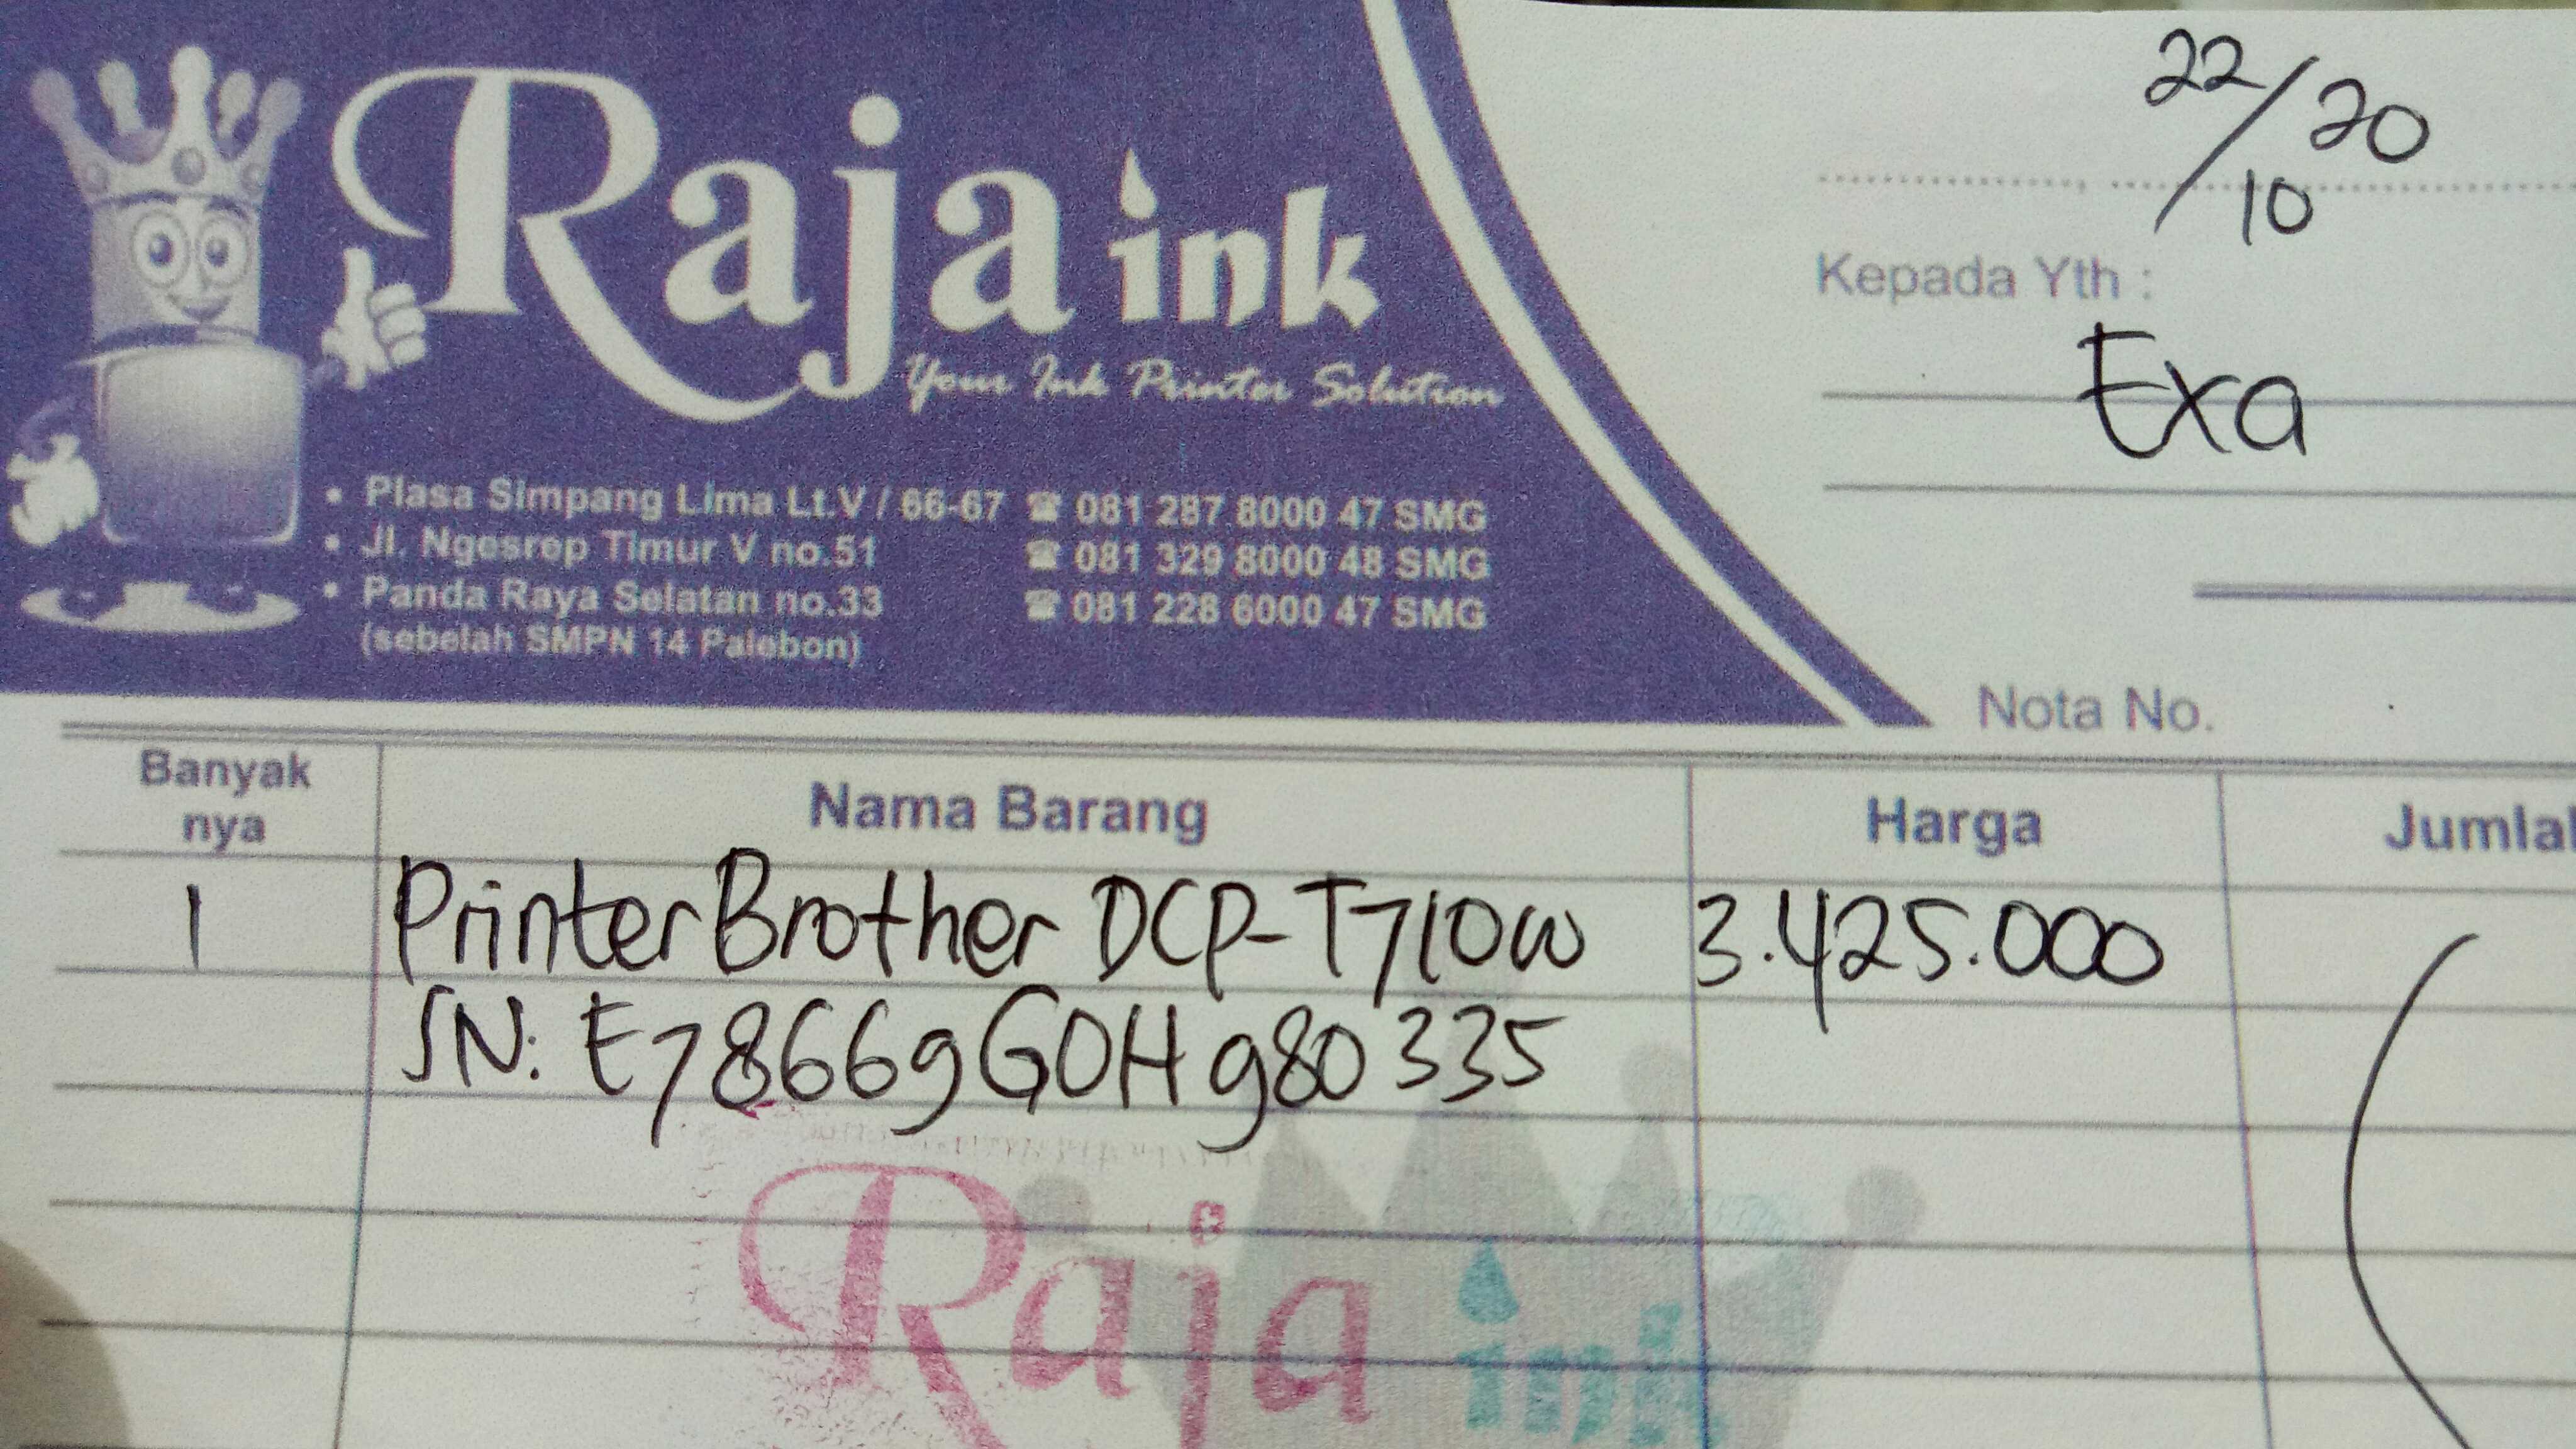 Raja ink
Your Ink Printer Solution
• Plasa Simpang Lima Lt.V / 66-67 ☎ 081 287 8000 47 SMG
• Jl. Ngesrep Timur V no.51 ☎ 081 329 8000 48 SMG
• Panda Raya Selatan no.33 ☎ 081 228 6000 47 SMG
(sebelah SMPN 14 Palebon)
22/10 20
Kepada Yth :
Exa
Nota No.
Banyak nya Nama Barang Harga Jumla
1 Printer Brother DCP-T710W 3.425.000
SN: E78669G0H980335
Raja ink